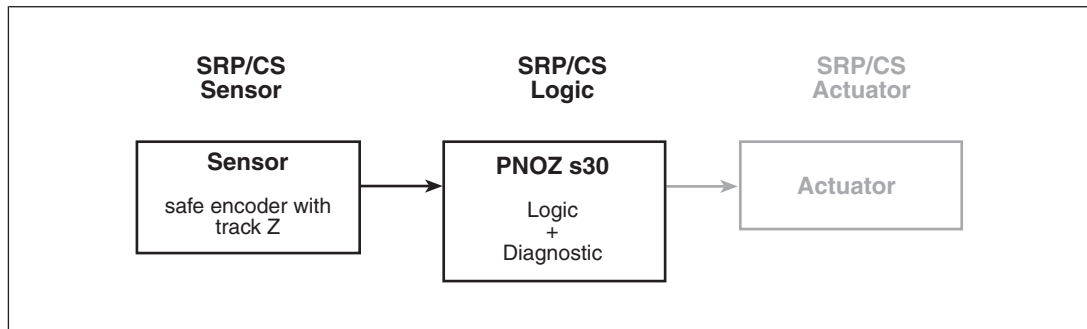 SRP/CS
Sensor
SRP/CS
Logic
SRP/CS
Actuator
Sensor
safe encoder with
track Z
PNOZ s30
Logic
+
Diagnostic
Actuator